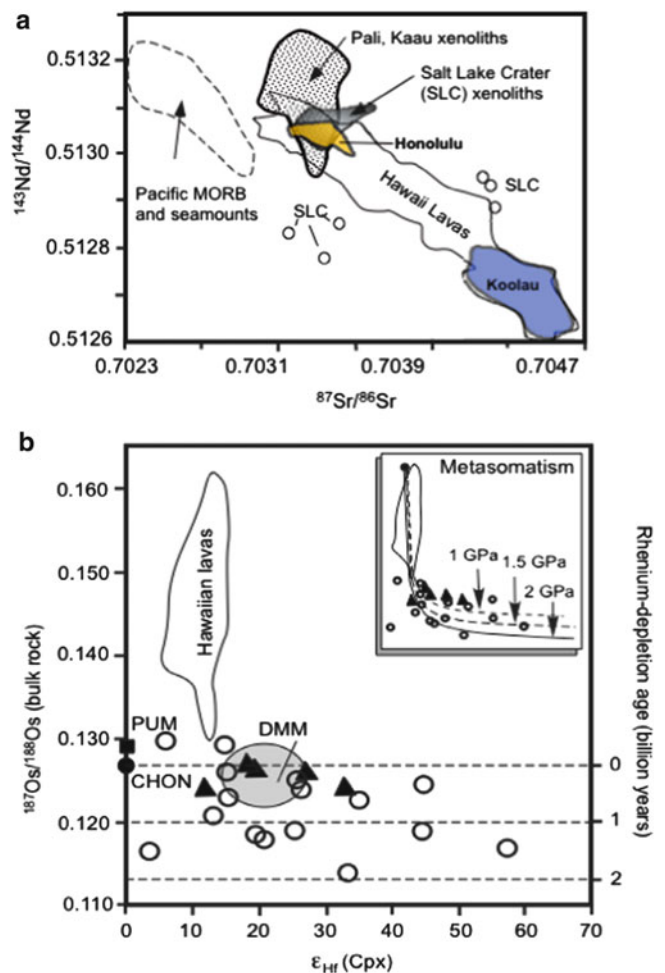 a
0.5132
0.5130
0.5128
0.5126
143Nd/144Nd
Pali, Kaau xenoliths
Salt Lake Crater
(SLC) xenoliths
Honolulu
Pacific MORB
and seamounts
SLC
SLC
Hawaii Lavas
Koolau
0.7023
0.7031
0.7039
0.7047
87Sr/86Sr
b
0.160
0.150
0.140
0.130
0.120
0.110
187Os/188Os (bulk rock)
Hawaiian lavas
Metasomatism
1 GPa
1.5 GPa
2 GPa
PUM
DMM
CHON
0
1
2
Rhenium-depletion age (billion years)
0
10
20
30
40
50
60
70
εHf (Cpx)